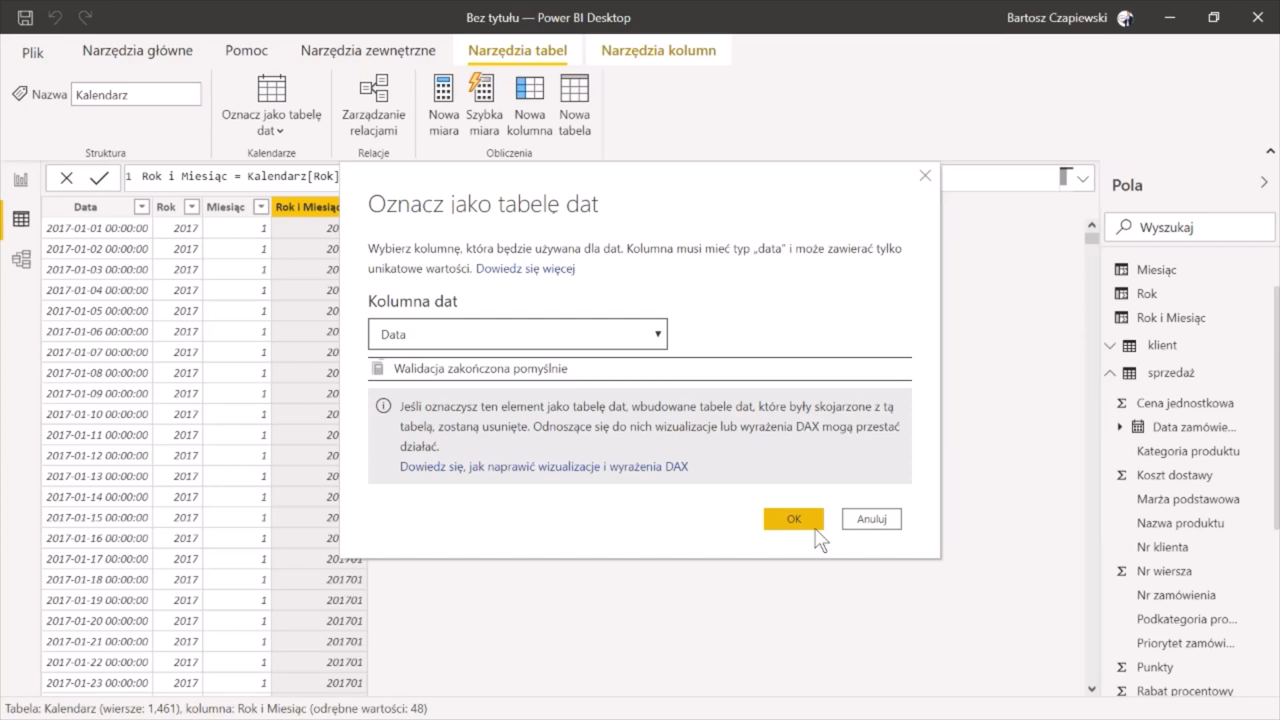 Bez tytułu — Power BI Desktop
Bartosz Czapiewski
Plik
Narzędzia główne
Pomoc
Narzędzia zewnętrzne
Narzędzia tabel
Narzędzia kolumn
Nazwa
Kalendarz
Oznacz jako tabelę
dat
Zarządzanie
relacjami
Nowa
miara
Szybka
miara
Nowa
kolumna
Nowa
tabela
Struktura
Kalendarze
Relacje
Obliczenia
1 Rok i Miesiąc = Kalendarz[Rok]
Data
Rok
Miesiąc
Rok i Miesiąc
2017-01-01 00:00:00 2017 1 20
2017-01-02 00:00:00 2017 1 20
2017-01-03 00:00:00 2017 1 20
2017-01-04 00:00:00 2017 1 20
2017-01-05 00:00:00 2017 1 20
2017-01-06 00:00:00 2017 1 20
2017-01-07 00:00:00 2017 1 20
2017-01-08 00:00:00 2017 1 20
2017-01-09 00:00:00 2017 1 20
2017-01-10 00:00:00 2017 1 20
2017-01-11 00:00:00 2017 1 20
2017-01-12 00:00:00 2017 1 20
2017-01-13 00:00:00 2017 1 20
2017-01-14 00:00:00 2017 1 20
2017-01-15 00:00:00 2017 1 20
2017-01-16 00:00:00 2017 1 20
2017-01-17 00:00:00 2017 1 201701
2017-01-18 00:00:00 2017 1 201701
2017-01-19 00:00:00 2017 1 201701
2017-01-20 00:00:00 2017 1 201701
2017-01-21 00:00:00 2017 1 201701
2017-01-22 00:00:00 2017 1 201701
2017-01-23 00:00:00 2017 1 201701
Oznacz jako tabelę dat
Wybierz kolumnę, która będzie używana dla dat. Kolumna musi mieć typ „data” i może zawierać tylko
unikatowe wartości. Dowiedz się więcej
Kolumna dat
Data
Walidacja zakończona pomyślnie
Jeśli oznaczysz ten element jako tabelę dat, wbudowane tabele dat, które były skojarzone z tą
tabelą, zostaną usunięte. Odnoszące się do nich wizualizacje lub wyrażenia DAX mogą przestać
działać.
Dowiedz się, jak naprawić wizualizacje i wyrażenia DAX
OK
Anuluj
Pola
Wyszukaj
Miesiąc
Rok
Rok i Miesiąc
klient
sprzedaż
Cena jednostkowa
Data zamówie...
Kategoria produktu
Koszt dostawy
Marża podstawowa
Nazwa produktu
Nr klienta
Nr wiersza
Nr zamówienia
Podkategoria pro...
Priorytet zamówi...
Punkty
Rabat procentowy
Tabela: Kalendarz (wiersze: 1,461), kolumna: Rok i Miesiąc (odrębne wartości: 48)